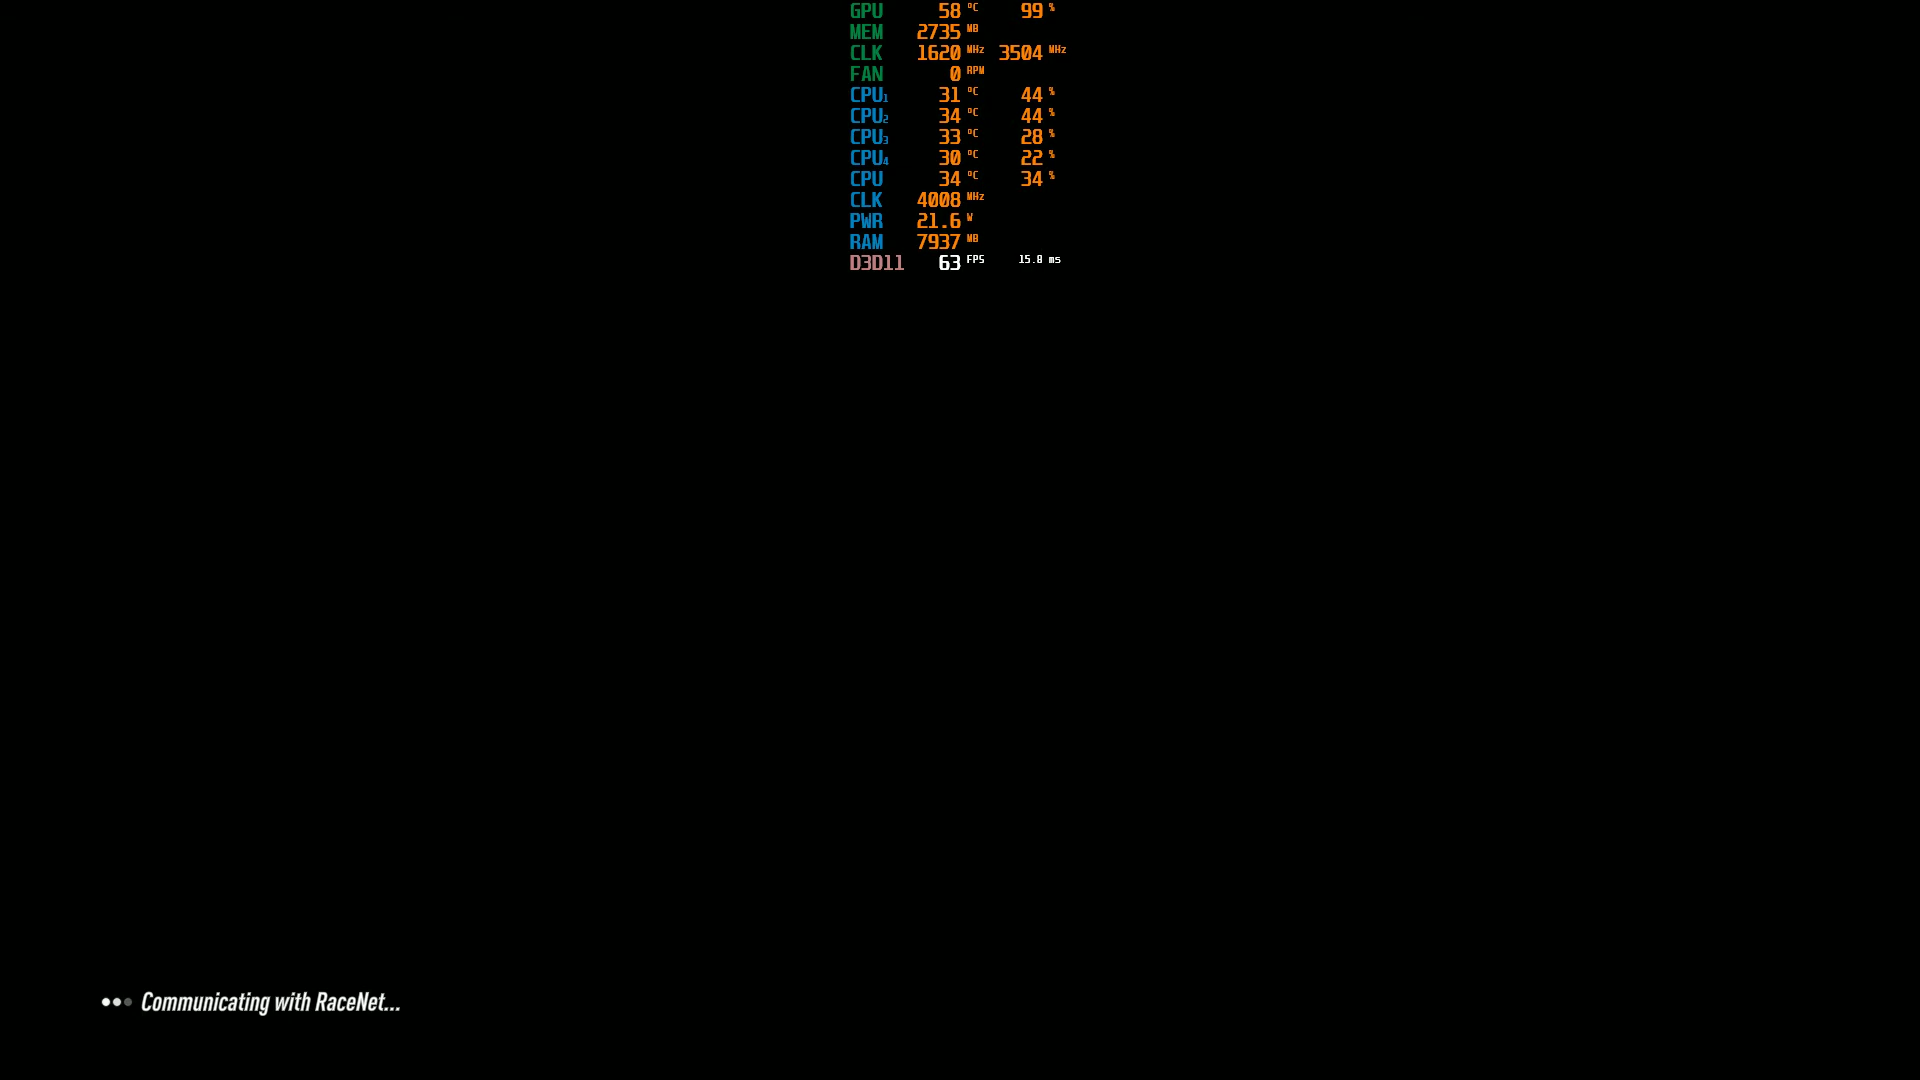 GPU 58 °C 99 %
MEM 2735 MB
CLK 1620 MHz 3504 MHz
FAN 0 RPM
CPU1 31 °C 44 %
CPU2 34 °C 44 %
CPU3 33 °C 28 %
CPU4 30 °C 22 %
CPU 34 °C 34 %
CLK 4008 MHz
PWR 21.6 W
RAM 7937 MB
D3D11 63 FPS 15.8 ms
Communicating with RaceNet...